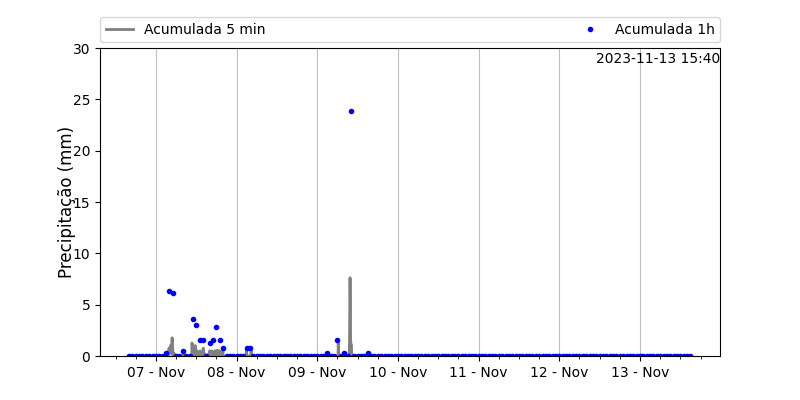 Acumulada 5 min Acumulada 1h
2023-11-13 15:40
Precipitação (mm)
30
25
20
15
10
5
0
07 - Nov 08 - Nov 09 - Nov 10 - Nov 11 - Nov 12 - Nov 13 - Nov